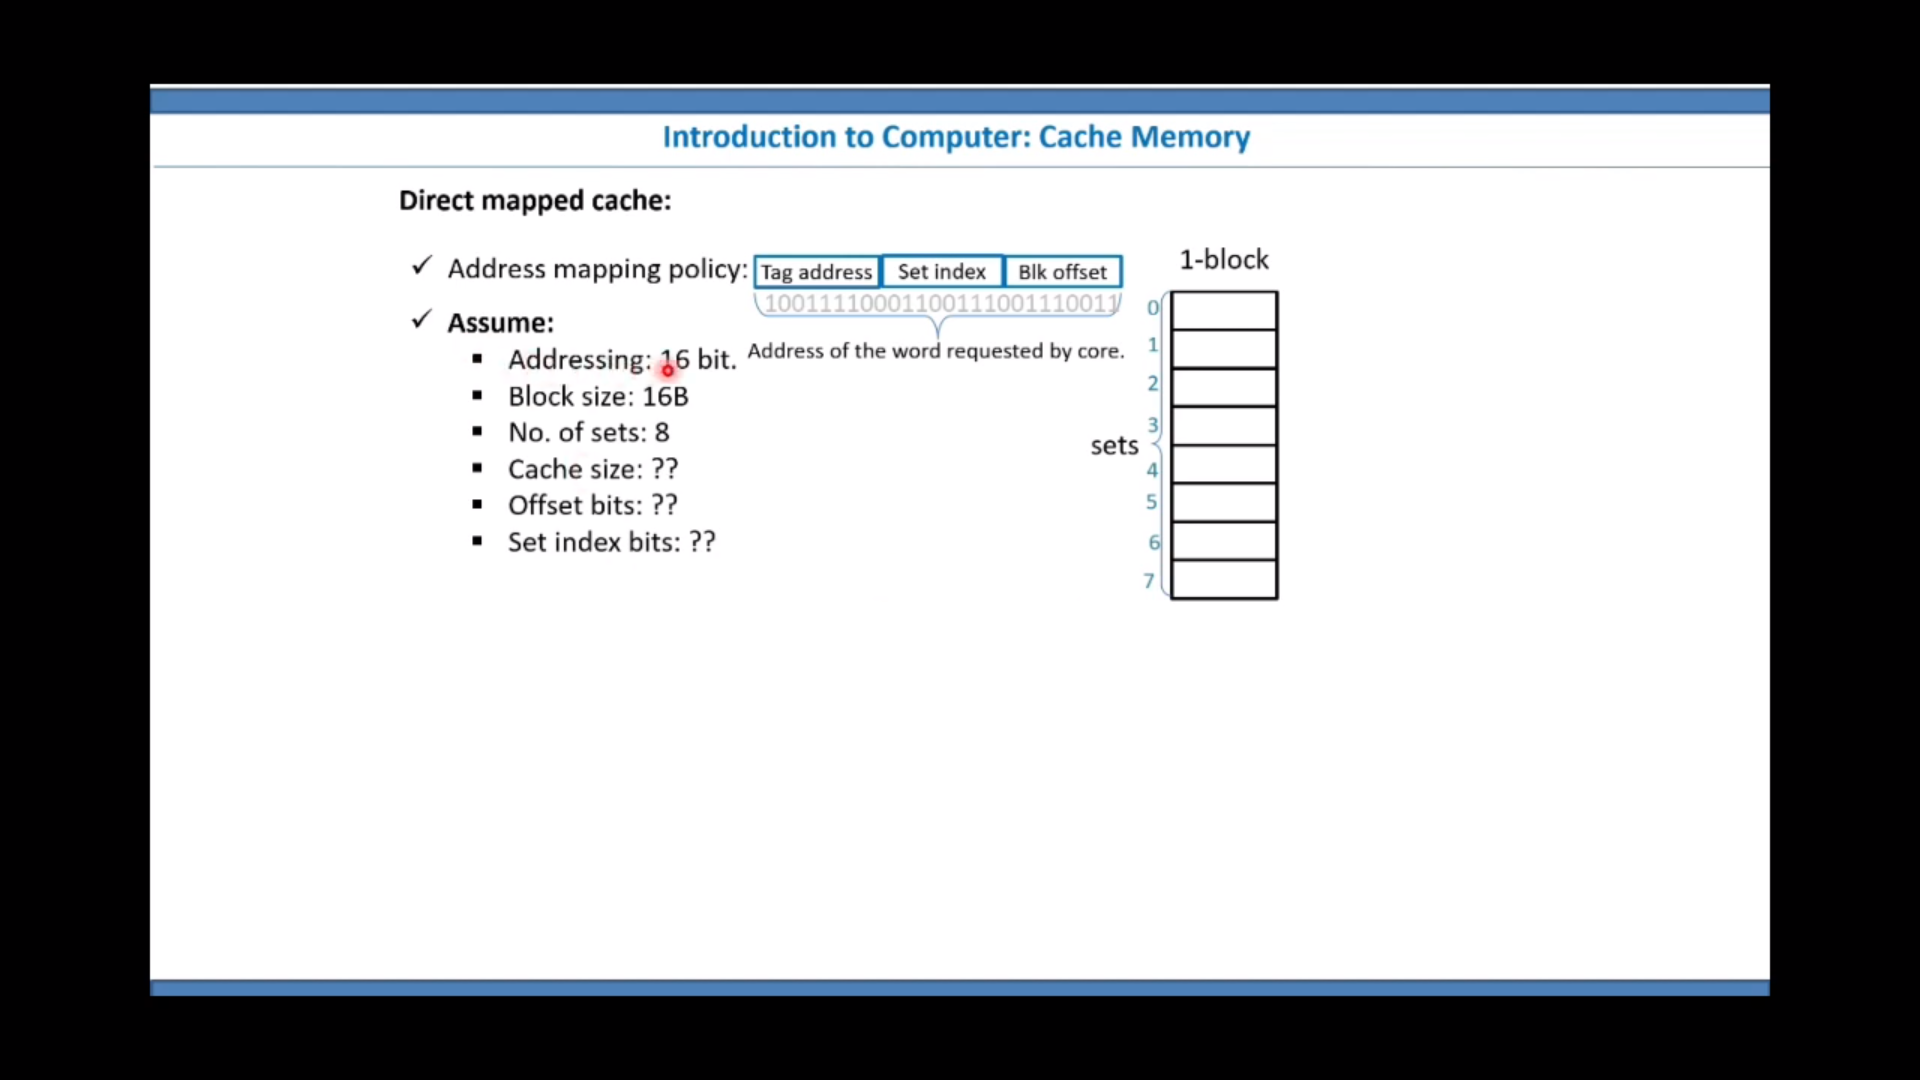 Introduction to Computer: Cache Memory
Direct mapped cache:
✓ Address mapping policy: Tag address Set index Blk offset
10011110001100111001110011
Address of the word requested by core.
✓ Assume:
▪ Addressing: 16 bit.
▪ Block size: 16B
▪ No. of sets: 8
▪ Cache size: ??
▪ Offset bits: ??
▪ Set index bits: ??
1-block
sets
0
1
2
3
4
5
6
7